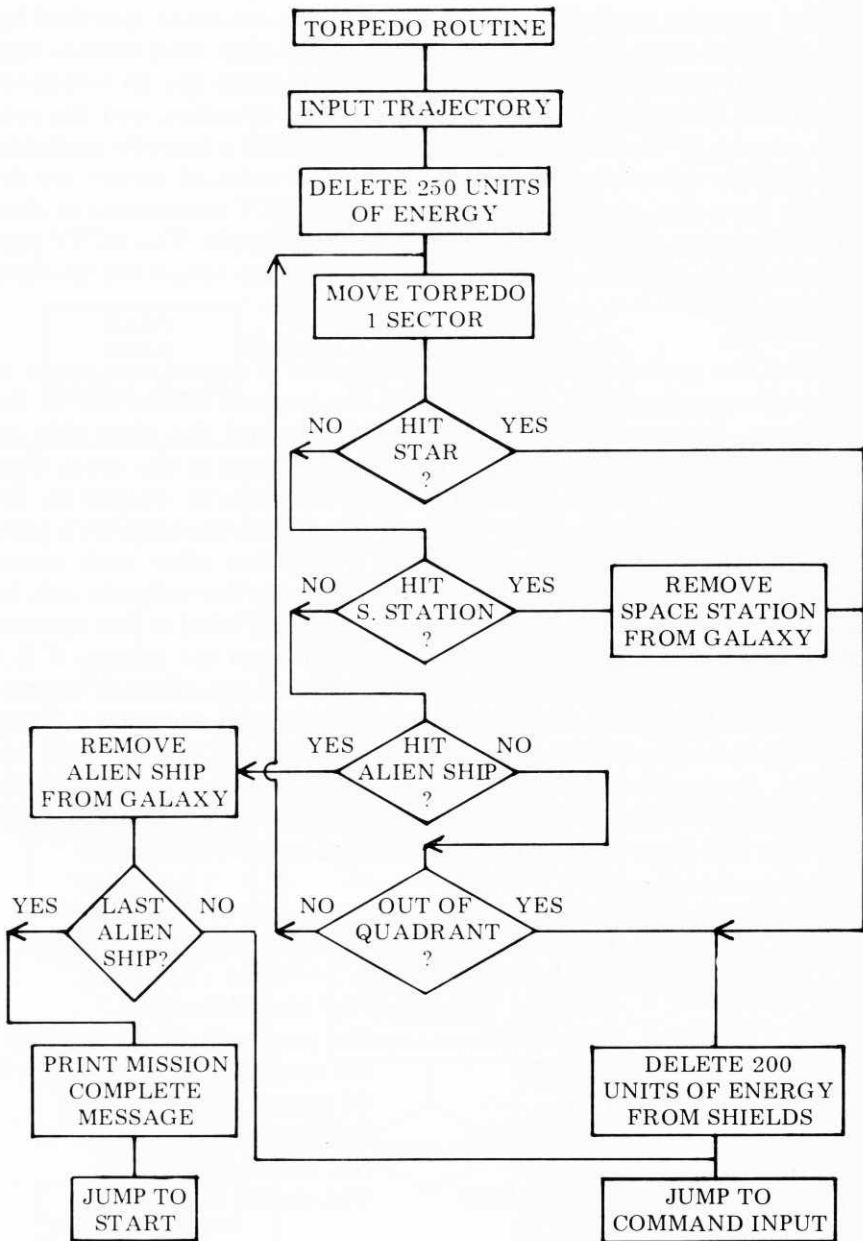 TORPEDO ROUTINE
INPUT TRAJECTORY
DELETE 250 UNITS
OF ENERGY
MOVE TORPEDO
1 SECTOR
NO
HIT
STAR
?
YES
NO
HIT
S. STATION
?
YES
REMOVE
SPACE STATION
FROM GALAXY
REMOVE
ALIEN SHIP
FROM GALAXY
YES
HIT
ALIEN SHIP
?
NO
YES
LAST
ALIEN
SHIP?
NO
NO
OUT OF
QUADRANT
?
YES
PRINT MISSION
COMPLETE
MESSAGE
DELETE 200
UNITS OF ENERGY
FROM SHIELDS
JUMP TO
START
JUMP TO
COMMAND INPUT